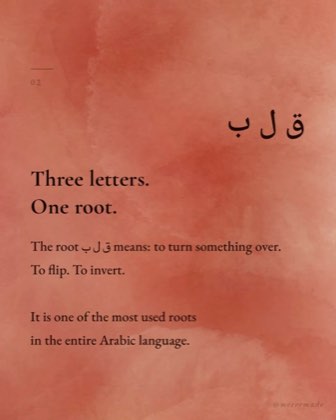 02
ق ل ب
Three letters.
One root.
The root ق ل ب means: to turn something over.
To flip. To invert.
It is one of the most used roots
in the entire Arabic language.